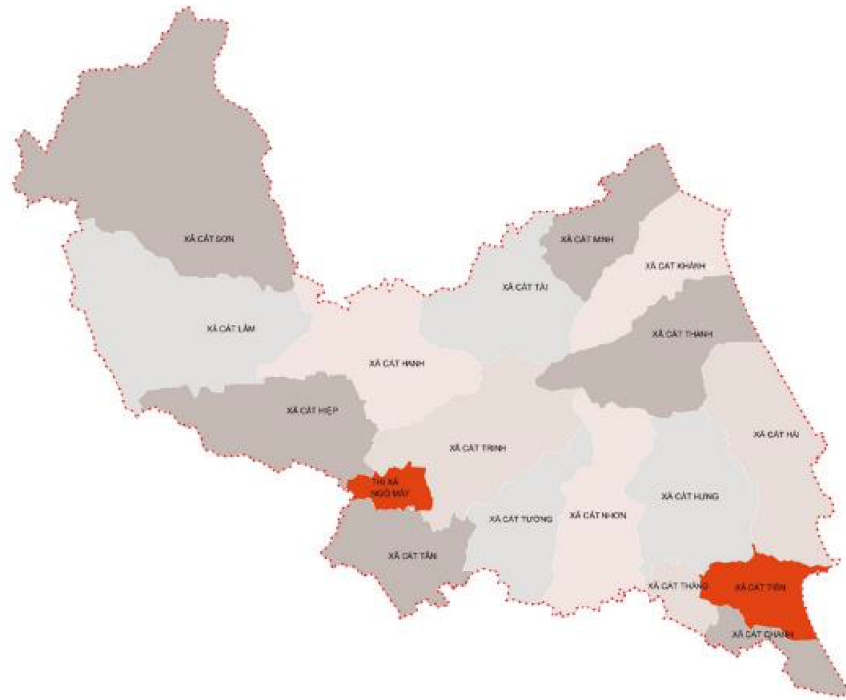 XÃ CÁT SƠN
XÃ CÁT MINH
XÃ CÁT KHÁNH
XÃ CÁT TÀI
XÃ CÁT LÂM
XÃ CÁT THANH
XÃ CÁT HANH
XÃ CÁT HIỆP
XÃ CÁT HẢI
XÃ CÁT TRINH
THỊ XÃ
NGÔ MÂY
XÃ CÁT HƯNG
XÃ CÁT TƯỜNG
XÃ CÁT NHƠN
XÃ CÁT TÂN
XÃ CÁT THẮNG
XÃ CÁT TIẾN
XÃ CÁT CHÁNH